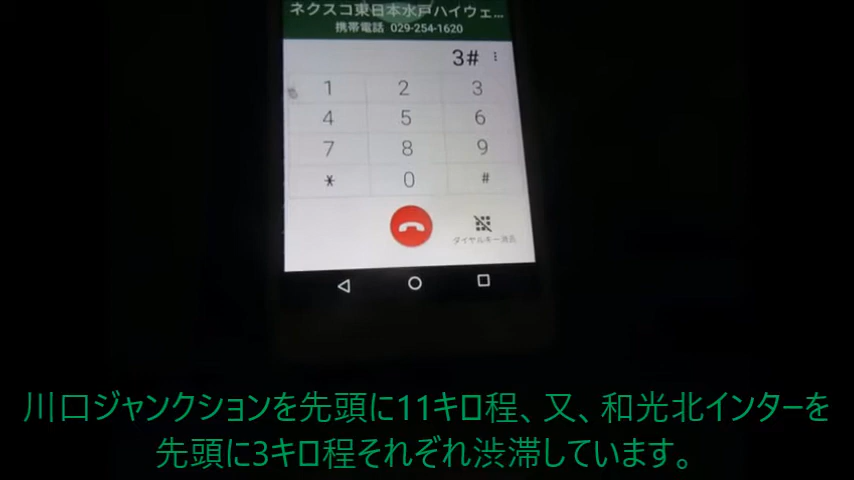 ネクスコ東日本水戸ハイウェ...
携帯電話 029-254-1620
3#
1 2 3
4 5 6
7 8 9
* 0 #
ダイヤルキー消去
川口ジャンクションを先頭に11キロ程、又、和光北インターを
先頭に3キロ程それぞれ渋滞しています。